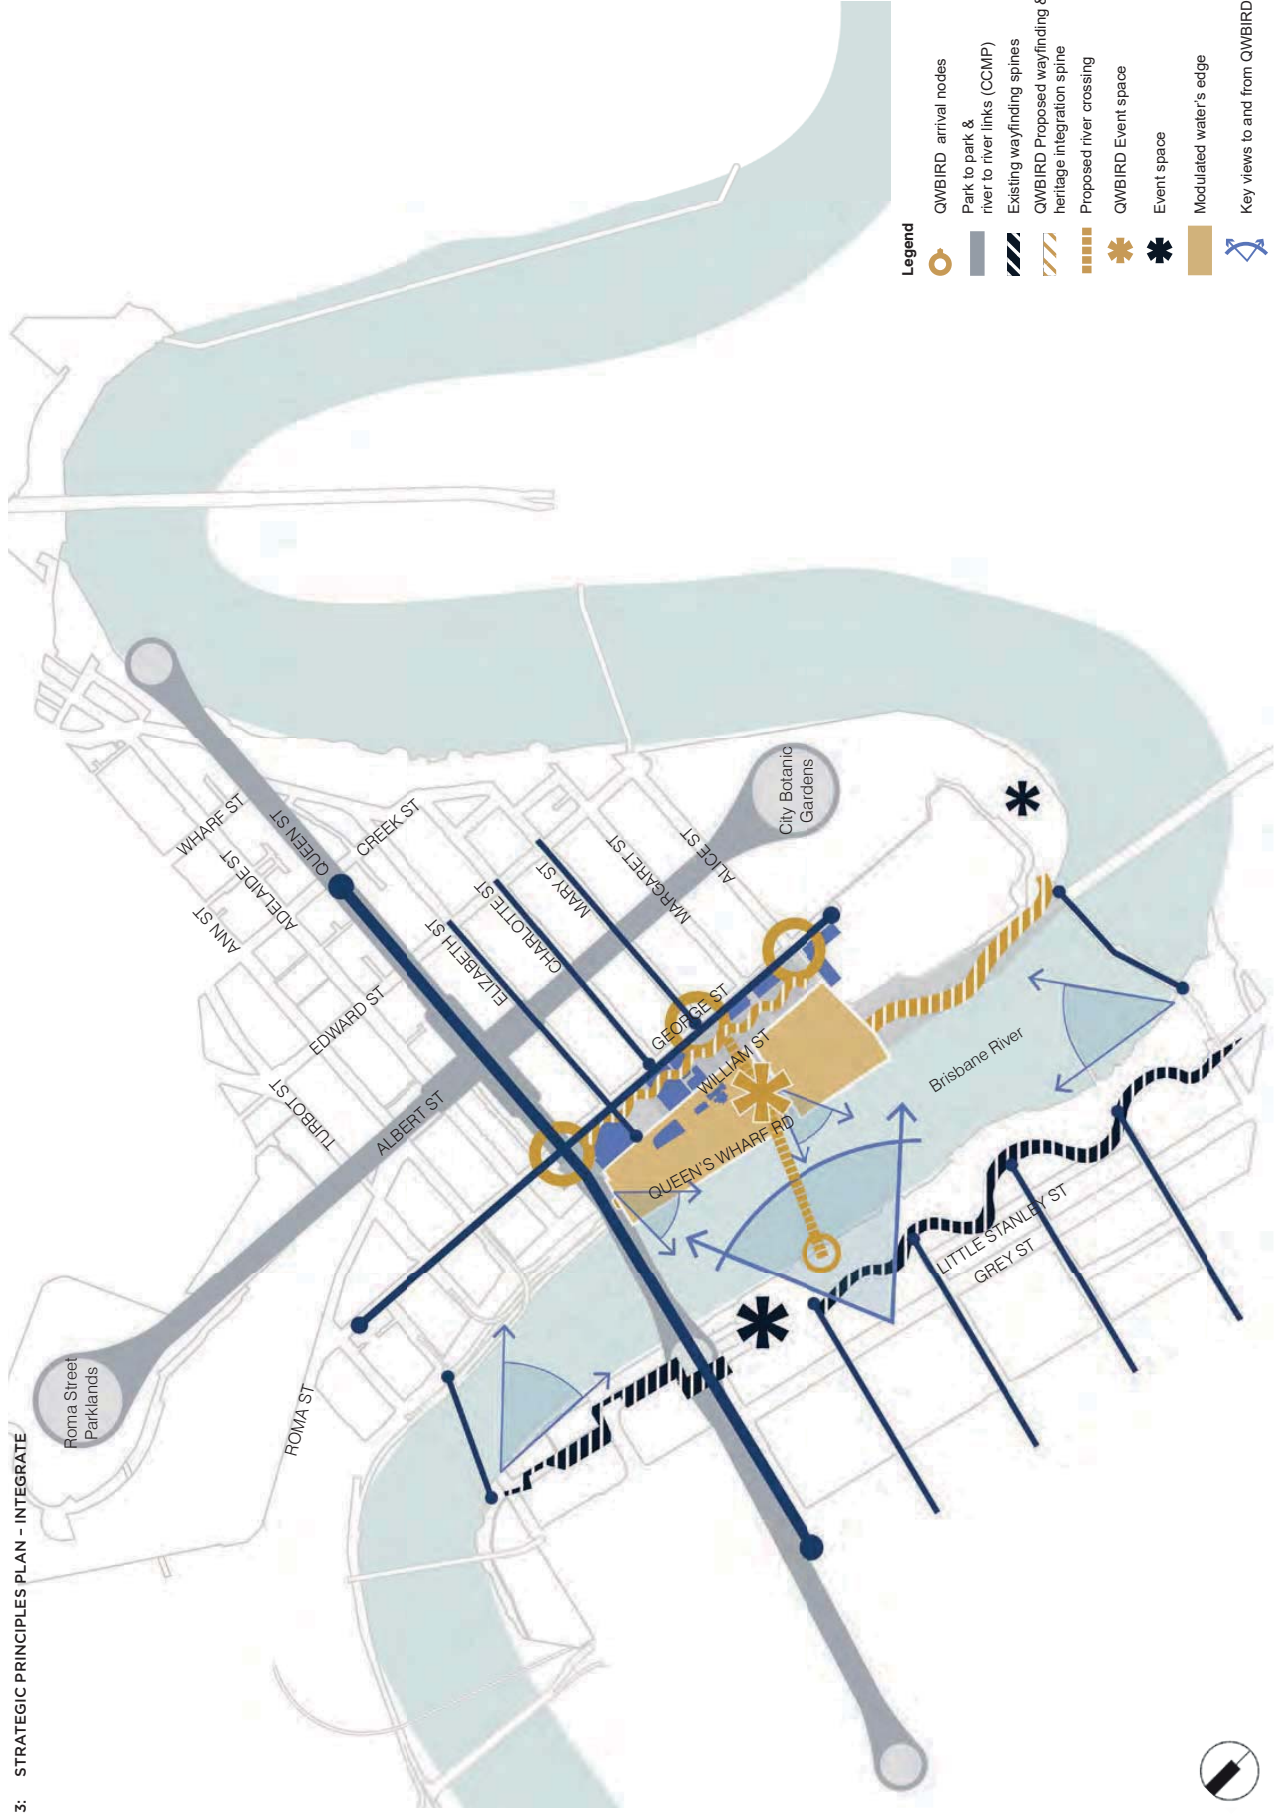 3: STRATEGIC PRINCIPLES PLAN – INTEGRATE
Roma Street
Parklands
ROMA ST
TURBOT ST
ALBERT ST
EDWARD ST
ANN ST
ADELAIDE ST
WHARF ST
QUEEN ST
CREEK ST
ELIZABETH ST
CHARLOTTE ST
MARY ST
MARGARET ST
ALICE ST
City Botanic
Gardens
GEORGE ST
WILLIAM ST
QUEEN'S WHARF RD
Brisbane River
LITTLE STANLEY ST
GREY ST
Legend
QWBIRD arrival nodes
Park to park &
river to river links (CCMP)
Existing wayfinding spines
QWBIRD Proposed wayfinding &
heritage integration spine
Proposed river crossing
QWBIRD Event space
Event space
Modulated water's edge
Key views to and from QWBIRD